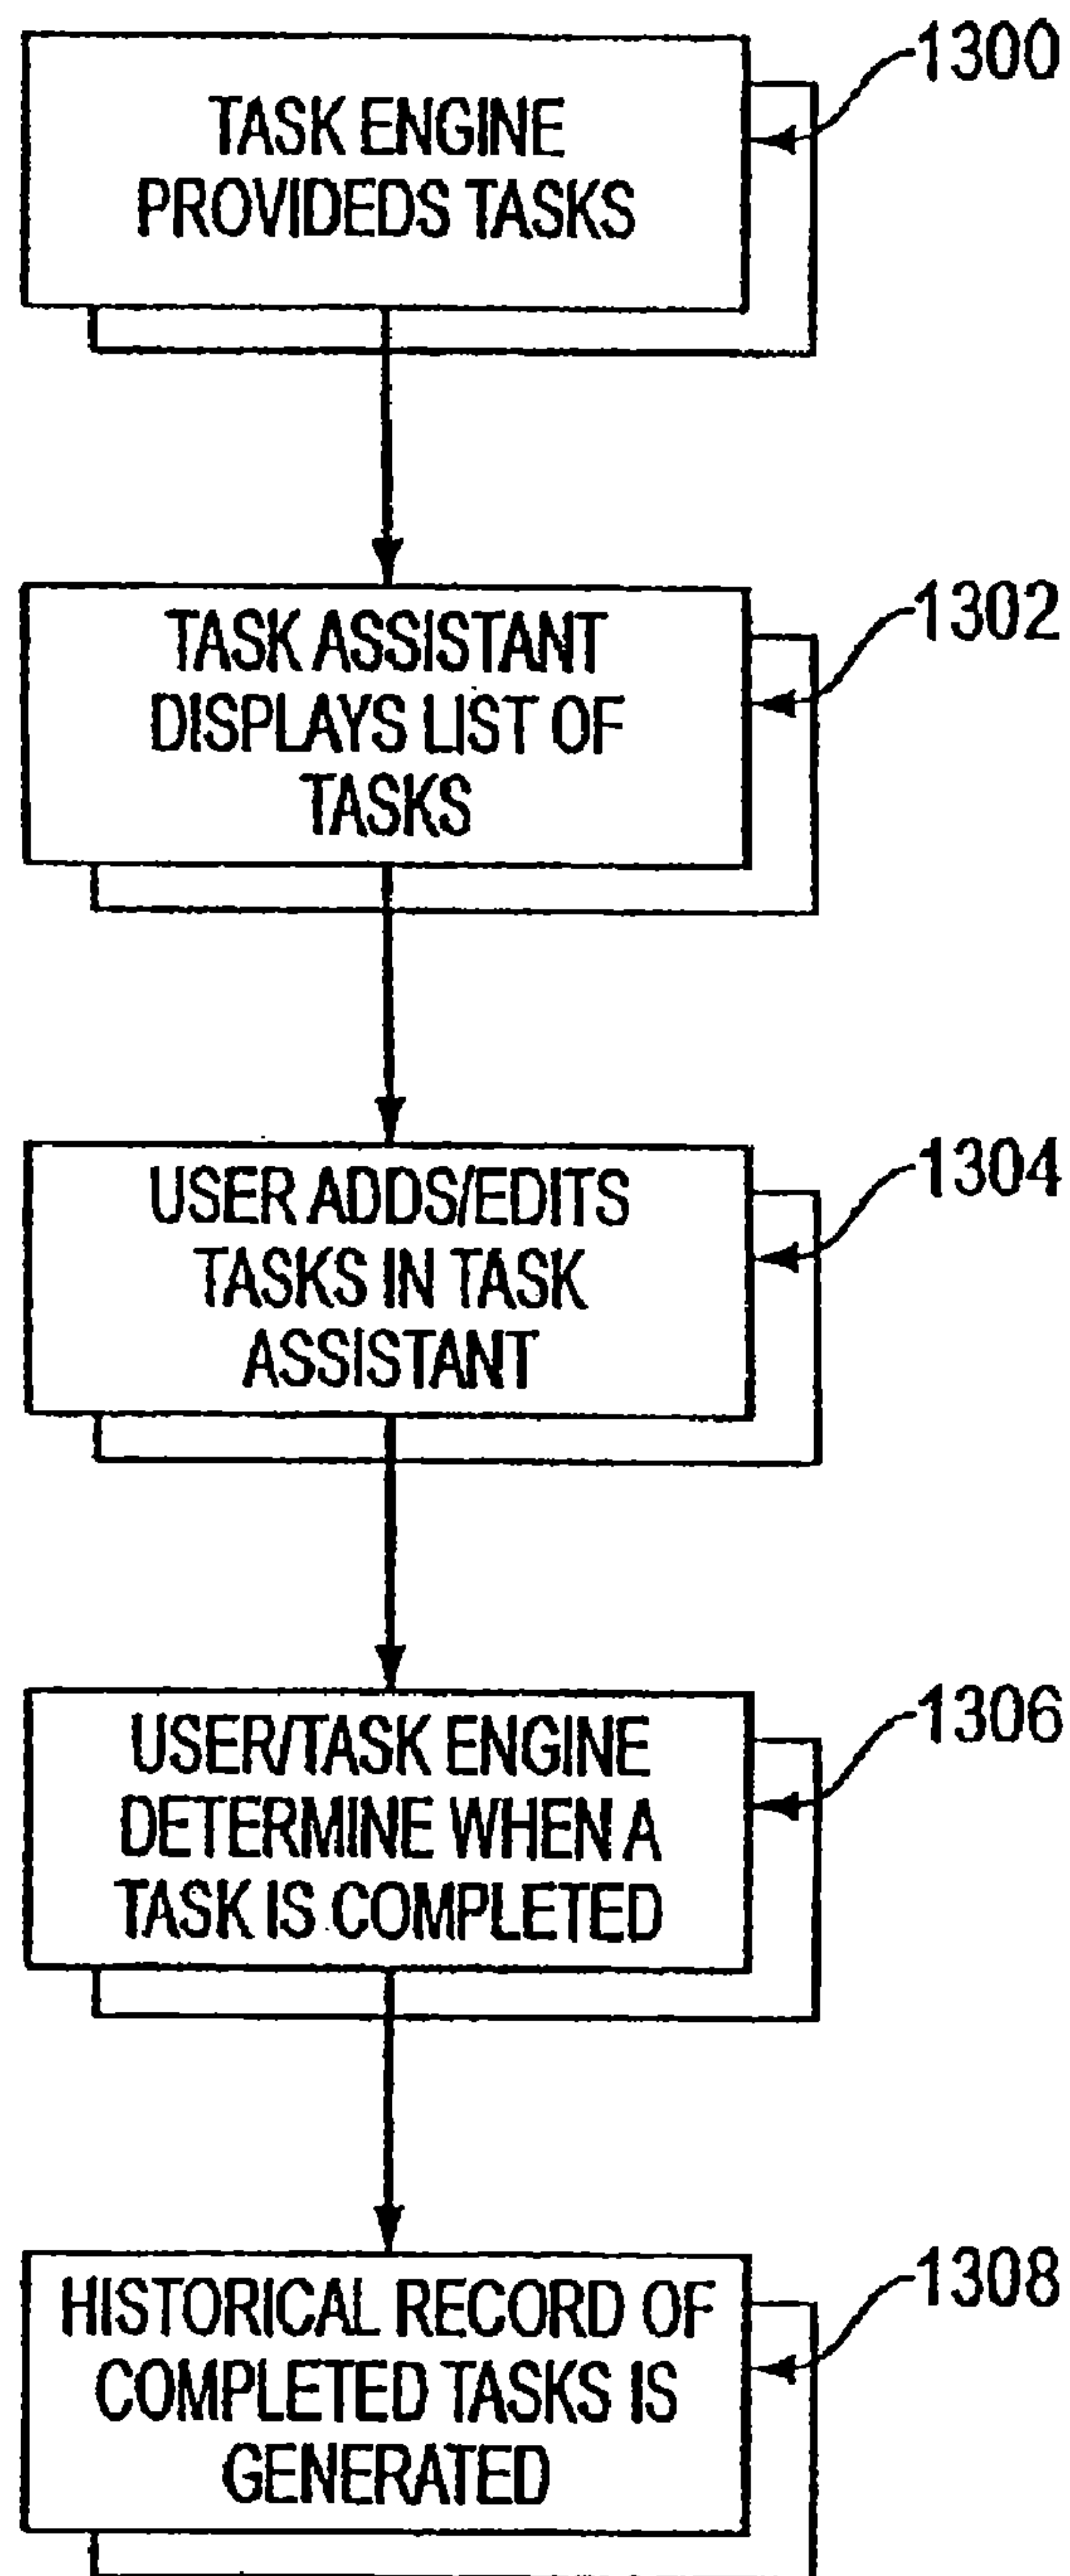 1300
TASK ENGINE
PROVIDEDS TASKS
1302
TASK ASSISTANT
DISPLAYS LIST OF
TASKS
1304
USER ADDS/EDITS
TASKS IN TASK
ASSISTANT
1306
USER/TASK ENGINE
DETERMINE WHEN A
TASK IS COMPLETED
1308
HISTORICAL RECORD OF
COMPLETED TASKS IS
GENERATED